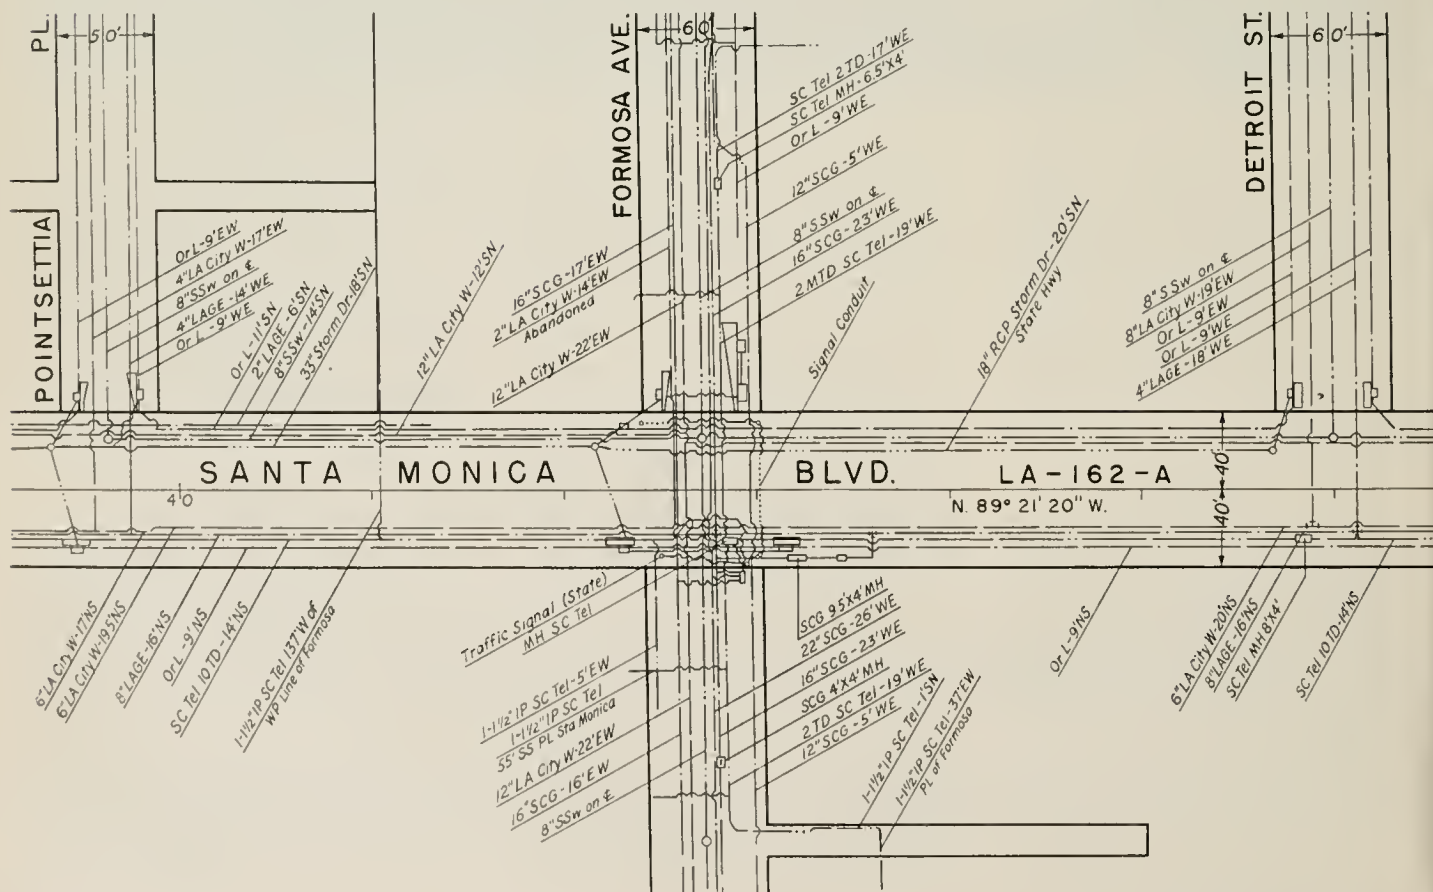 PL.
50'
FORMOSA AVE.
60'
DETROIT ST.
60'
SC Tel 2TD-17'WE
SC Tel MH-6.5'X4'
Or L-9'WE
12"SCG-5'WE
8"SSw on ℄
16"SCG-23'WE
2 MTD SC Tel-19'WE
POINTSETTIA
Or L-9'EW
4"LA City W-17'EW
8"SSw on ℄
4"LAGE-14'WE
Or L-9'WE
Or L-11'SN
2"LAGE-6'SN
8"SSW-14'SN
33"Storm Dr-18'SN
12"LA City W-12'SN
16"SCG-17'EW
2"LA City W-14'EW
Abandoned
12"LA City W-22'EW
Signal Conduit
18"RCP Storm Dr-20'SN
State Hwy
8"SSw on ℄
8"LA City W-19'EW
Or L-9'EW
Or L-9'WE
4"LAGE-18'WE
SANTA MONICA BLVD. LA-162-A
40'
40
N. 89° 21' 20" W.
40'
6"LA City W-17'NS
6"LA City W-19.5'NS
8"LAGE-16'NS
Or L-9'NS
SC Tel 10 TD-14'NS
1-1½"IP SC Tel 137'W of
WP Line of Formosa
Traffic Signal (State)
MH SC Tel
1-1½"IP SC Tel-5'EW
1-1½"IP SC Tel
55'SS PL Sta Monica
12"LA City W-22'EW
16"SCG-16'EW
8"SSw on ℄
SCG 9.5'X4'MH
22"SCG-26'WE
16"SCG-23'WE
SCG 4'X4'MH
2 TD SC Tel-19'WE
12"SCG-5'WE
1-1½"IP SC Tel-1'SN
1-1½"IP SC Tel-37'EW
PL of Formosa
Or L-9'NS
6"LA City W-20'NS
8"LAGE-16'NS
SC Tel MH 8'X4'
SC Tel 10 TD-14'NS